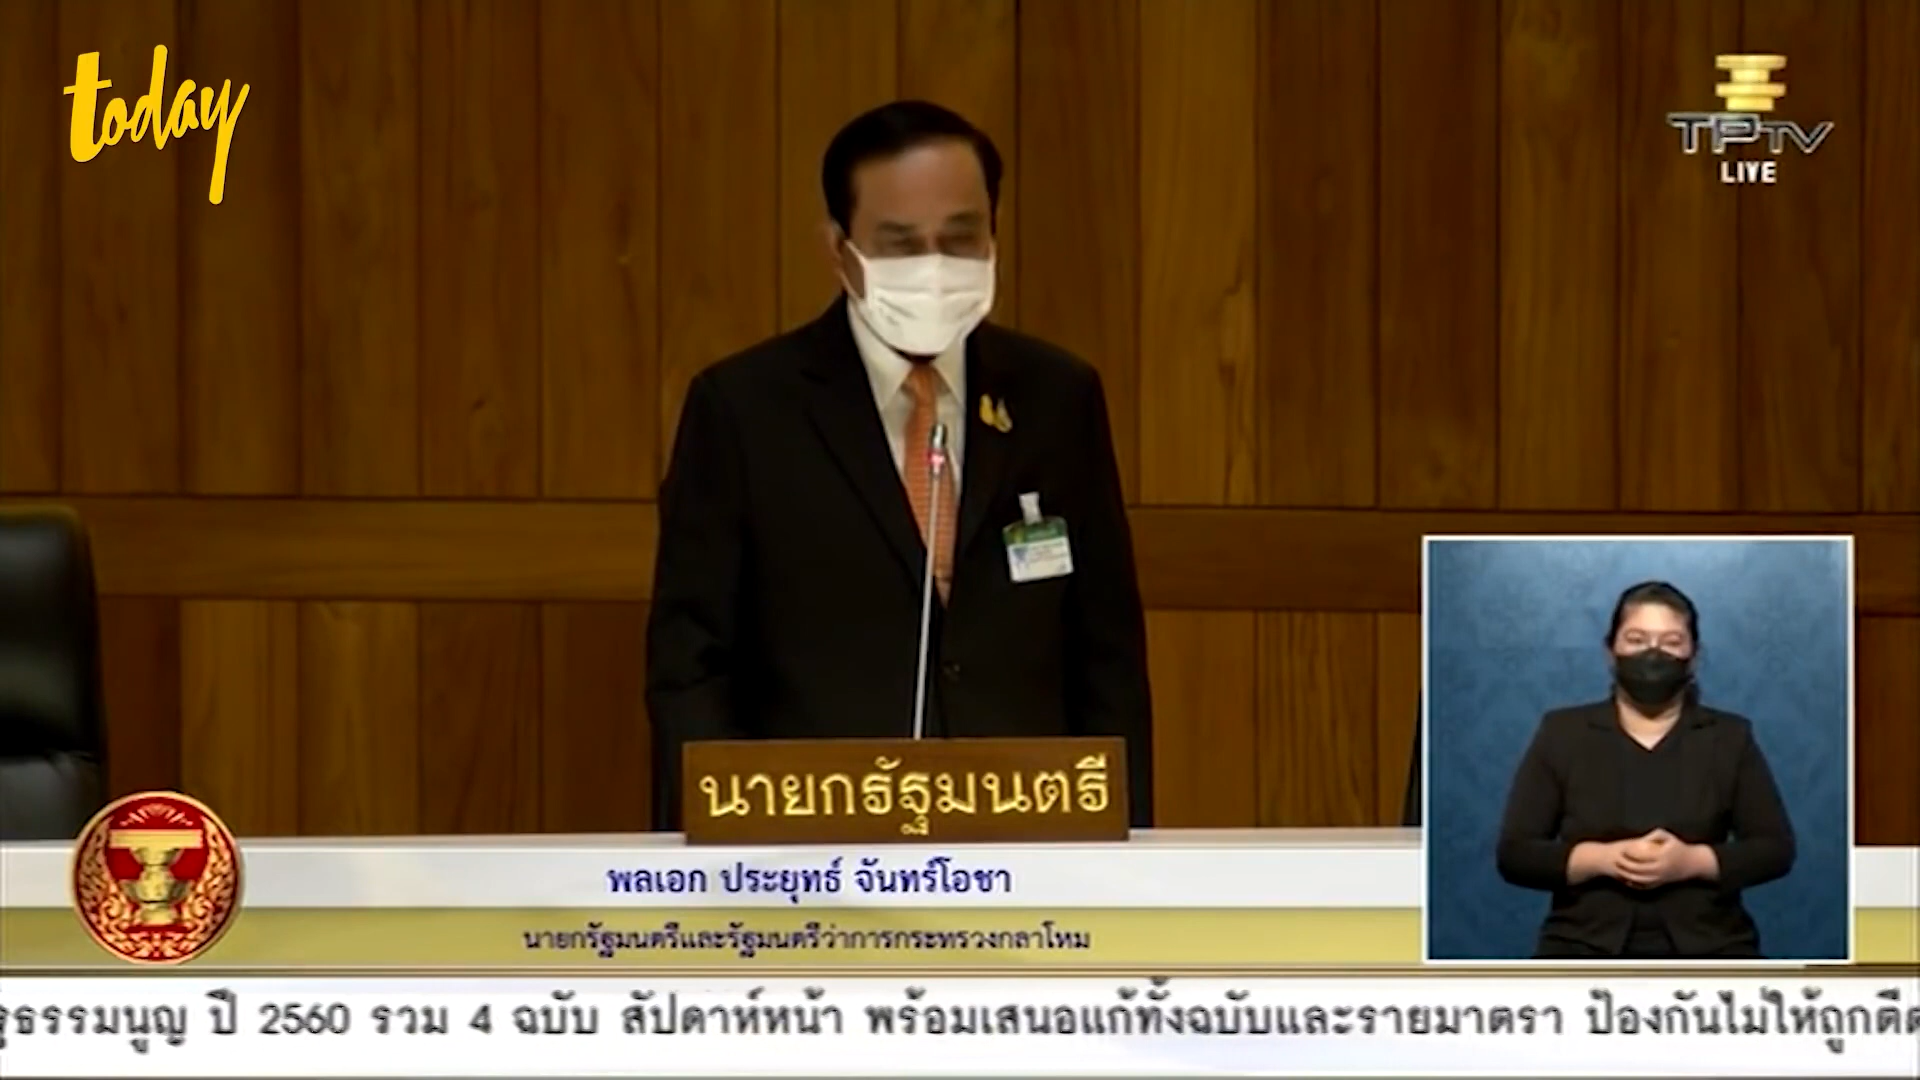 today
TPTV
LIVE
นายกรัฐมนตรี
พลเอก ประยุทธ์ จันทร์โอชา
นายกรัฐมนตรีและรัฐมนตรีว่าการกระทรวงกลาโหม
รัฐธรรมนูญ ปี 2560 รวม 4 ฉบับ สัปดาห์หน้า พร้อมเสนอแก้ทั้งฉบับและรายมาตรา ป้องกันไม่ให้ถูกตีต